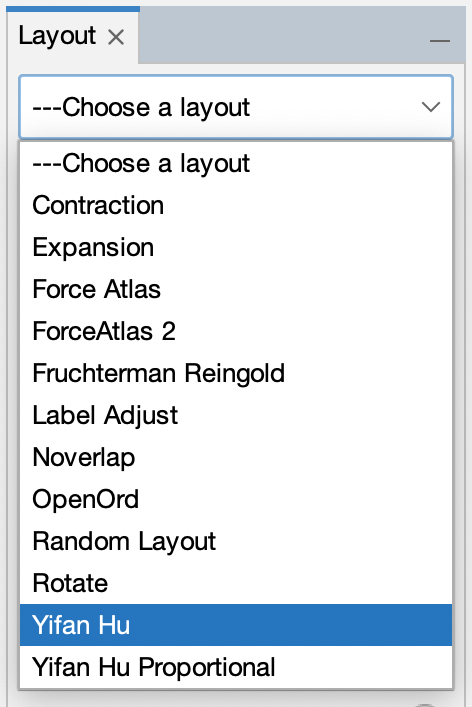 Layout
---Choose a layout
---Choose a layout
Contraction
Expansion
Force Atlas
ForceAtlas 2
Fruchterman Reingold
Label Adjust
Noverlap
OpenOrd
Random Layout
Rotate
Yifan Hu
Yifan Hu Proportional